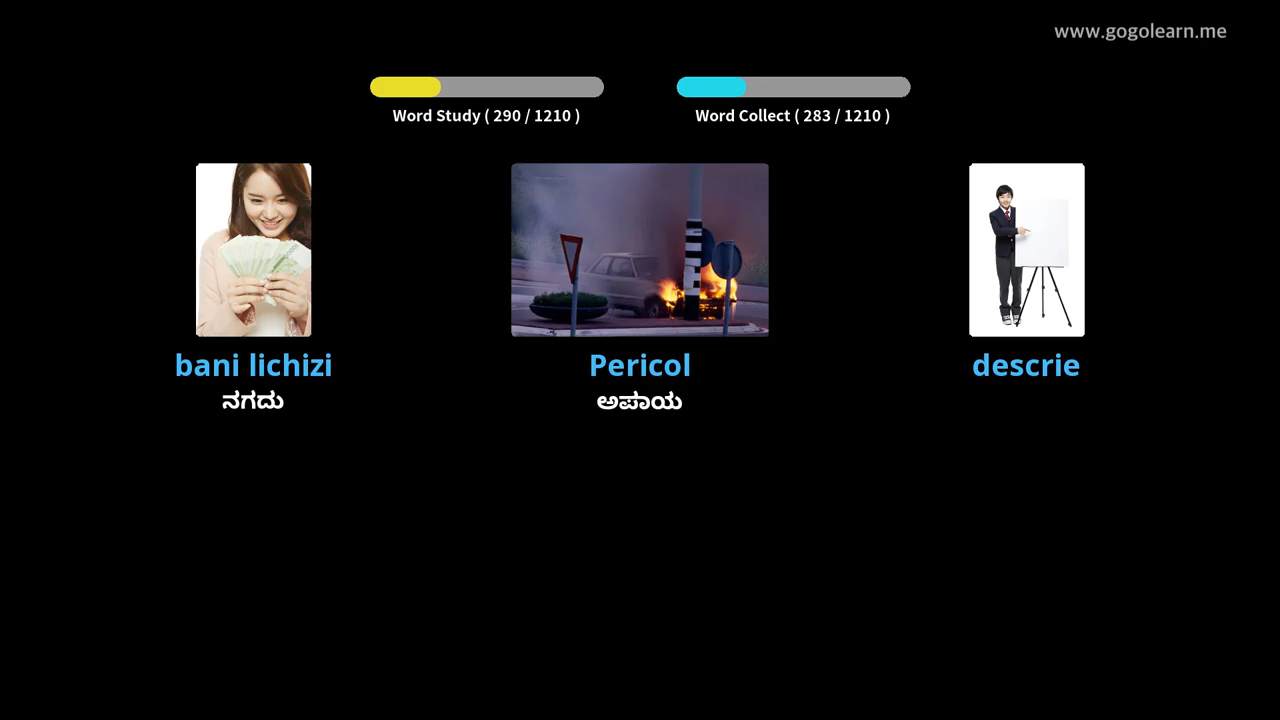 www.gogolearn.me
Word Study ( 290 / 1210 )
Word Collect ( 283 / 1210 )
bani lichizi
ನಗದು
Pericol
ಅಪಾಯ
descrie